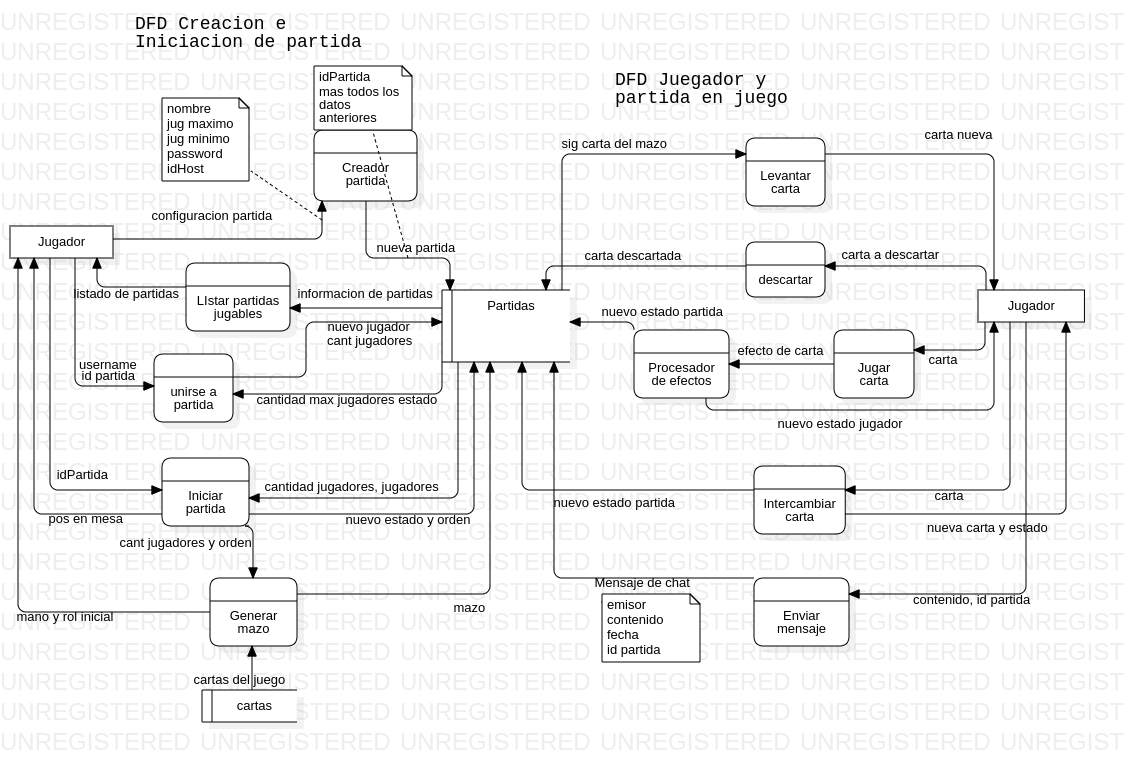 DFD Creacion e
Iniciacion de partida
DFD Juegador y
partida en juego
idPartida
mas todos los
datos
anteriores
nombre
jug maximo
jug minimo
password
idHost
Creador
partida
configuracion partida
Jugador
nueva partida
listado de partidas
LIstar partidas
jugables
informacion de partidas
Partidas
nuevo jugador
cant jugadores
username
id partida
unirse a
partida
cantidad max jugadores estado
idPartida
Iniciar
partida
cantidad jugadores, jugadores
pos en mesa
nuevo estado y orden
cant jugadores y orden
Generar
mazo
mano y rol inicial
mazo
cartas del juego
cartas
sig carta del mazo
Levantar
carta
carta nueva
carta descartada
descartar
carta a descartar
Jugador
nuevo estado partida
Procesador
de efectos
efecto de carta
Jugar
carta
carta
nuevo estado jugador
nuevo estado partida
Intercambiar
carta
carta
nueva carta y estado
Mensaje de chat
emisor
contenido
fecha
id partida
Enviar
mensaje
contenido, id partida
UNREGISTERED